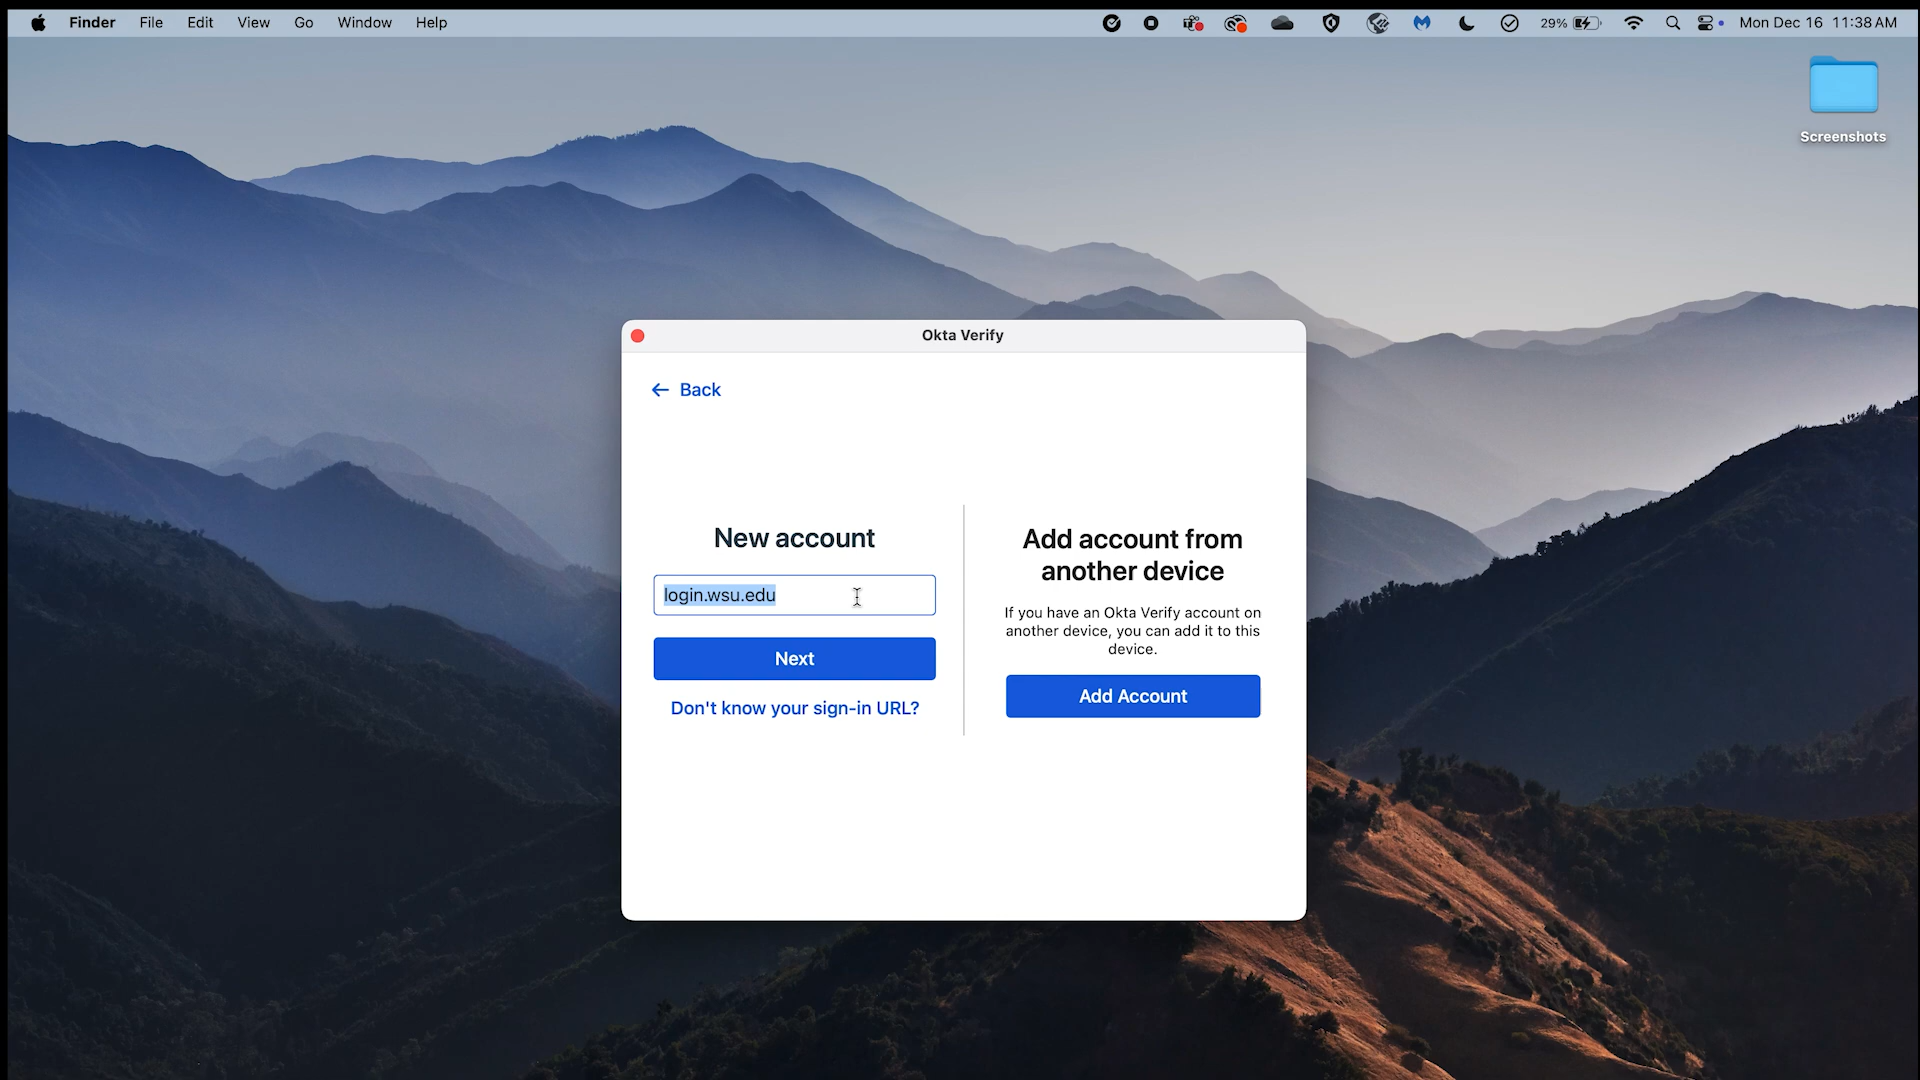 Finder File Edit View Go Window Help 29% Mon Dec 16 11:38 AM
Screenshots
Okta Verify
Back
New account
login.wsu.edu
Next
Don't know your sign-in URL?
Add account from
another device
If you have an Okta Verify account on
another device, you can add it to this
device.
Add Account